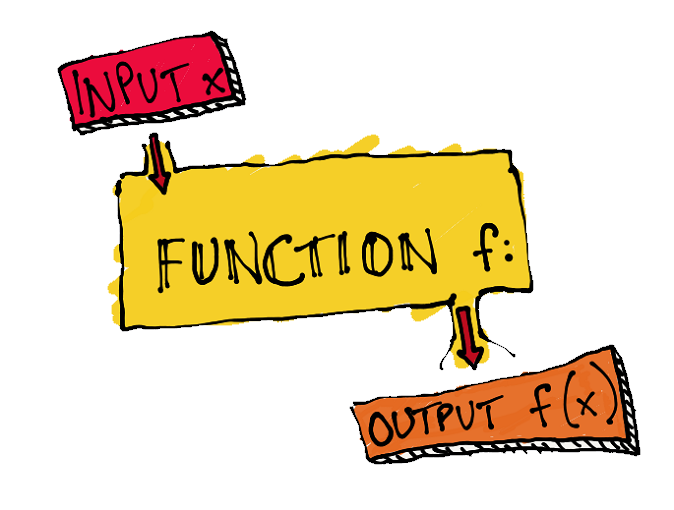 INPUT x
FUNCTION f:
OUTPUT f(x)